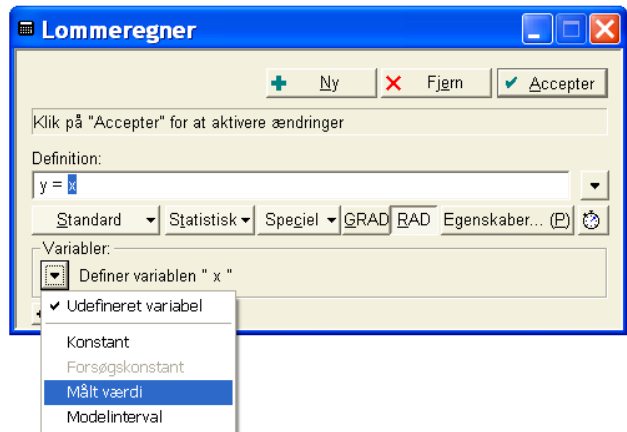 Lommeregner
Ny Fjern Accepter
Klik på "Accepter" for at aktivere ændringer
Definition:
y = x
Standard Statistisk Speciel GRAD RAD Egenskaber... (P)
Variabler:
Definer variablen " x "
Udefineret variabel
Konstant
Forsøgskonstant
Målt værdi
Modelinterval